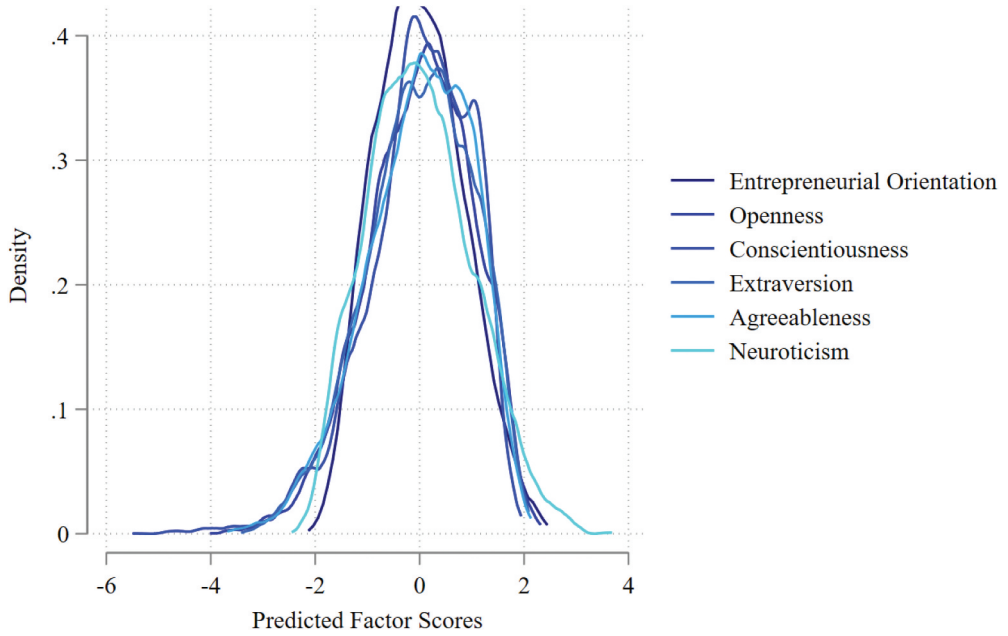 .4
.3
.2
.1
0
Density
-6 -4 -2 0 2 4
Predicted Factor Scores
Entrepreneurial Orientation
Openness
Conscientiousness
Extraversion
Agreeableness
Neuroticism